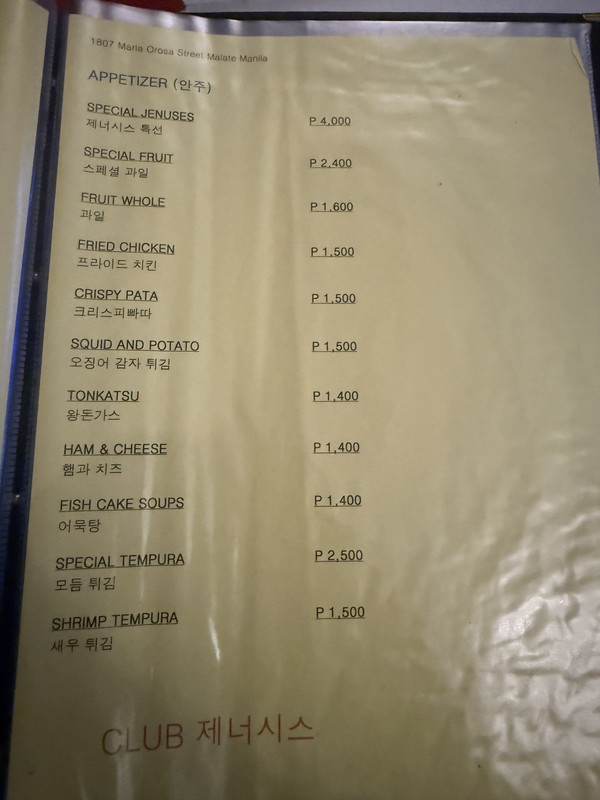 1807 Maria Orosa Street Malate Manila
APPETIZER (안주)
SPECIAL JENUSES P 4,000
제너시스 특선
SPECIAL FRUIT P 2,400
스페셜 과일
FRUIT WHOLE P 1,600
과일
FRIED CHICKEN P 1,500
프라이드 치킨
CRISPY PATA P 1,500
크리스피빠따
SQUID AND POTATO P 1,500
오징어 감자 튀김
TONKATSU P 1,400
왕돈가스
HAM & CHEESE P 1,400
햄과 치즈
FISH CAKE SOUPS P 1,400
어묵탕
SPECIAL TEMPURA P 2,500
모듬 튀김
SHRIMP TEMPURA P 1,500
새우 튀김
CLUB 제너시스